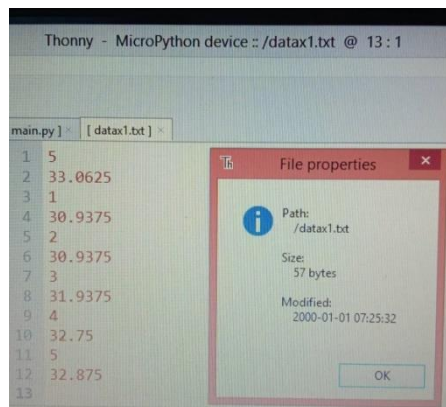 Thonny - MicroPython device :: /datax1.txt @ 13 : 1
main.py ] × [ datax1.txt ] ×
1 5
2 33.0625
3 1
4 30.9375
5 2
6 30.9375
7 3
8 31.9375
9 4
10 32.75
11 5
12 32.875
13
Th File properties ×
Path:
/datax1.txt
Size:
57 bytes
Modified:
2000-01-01 07:25:32
OK